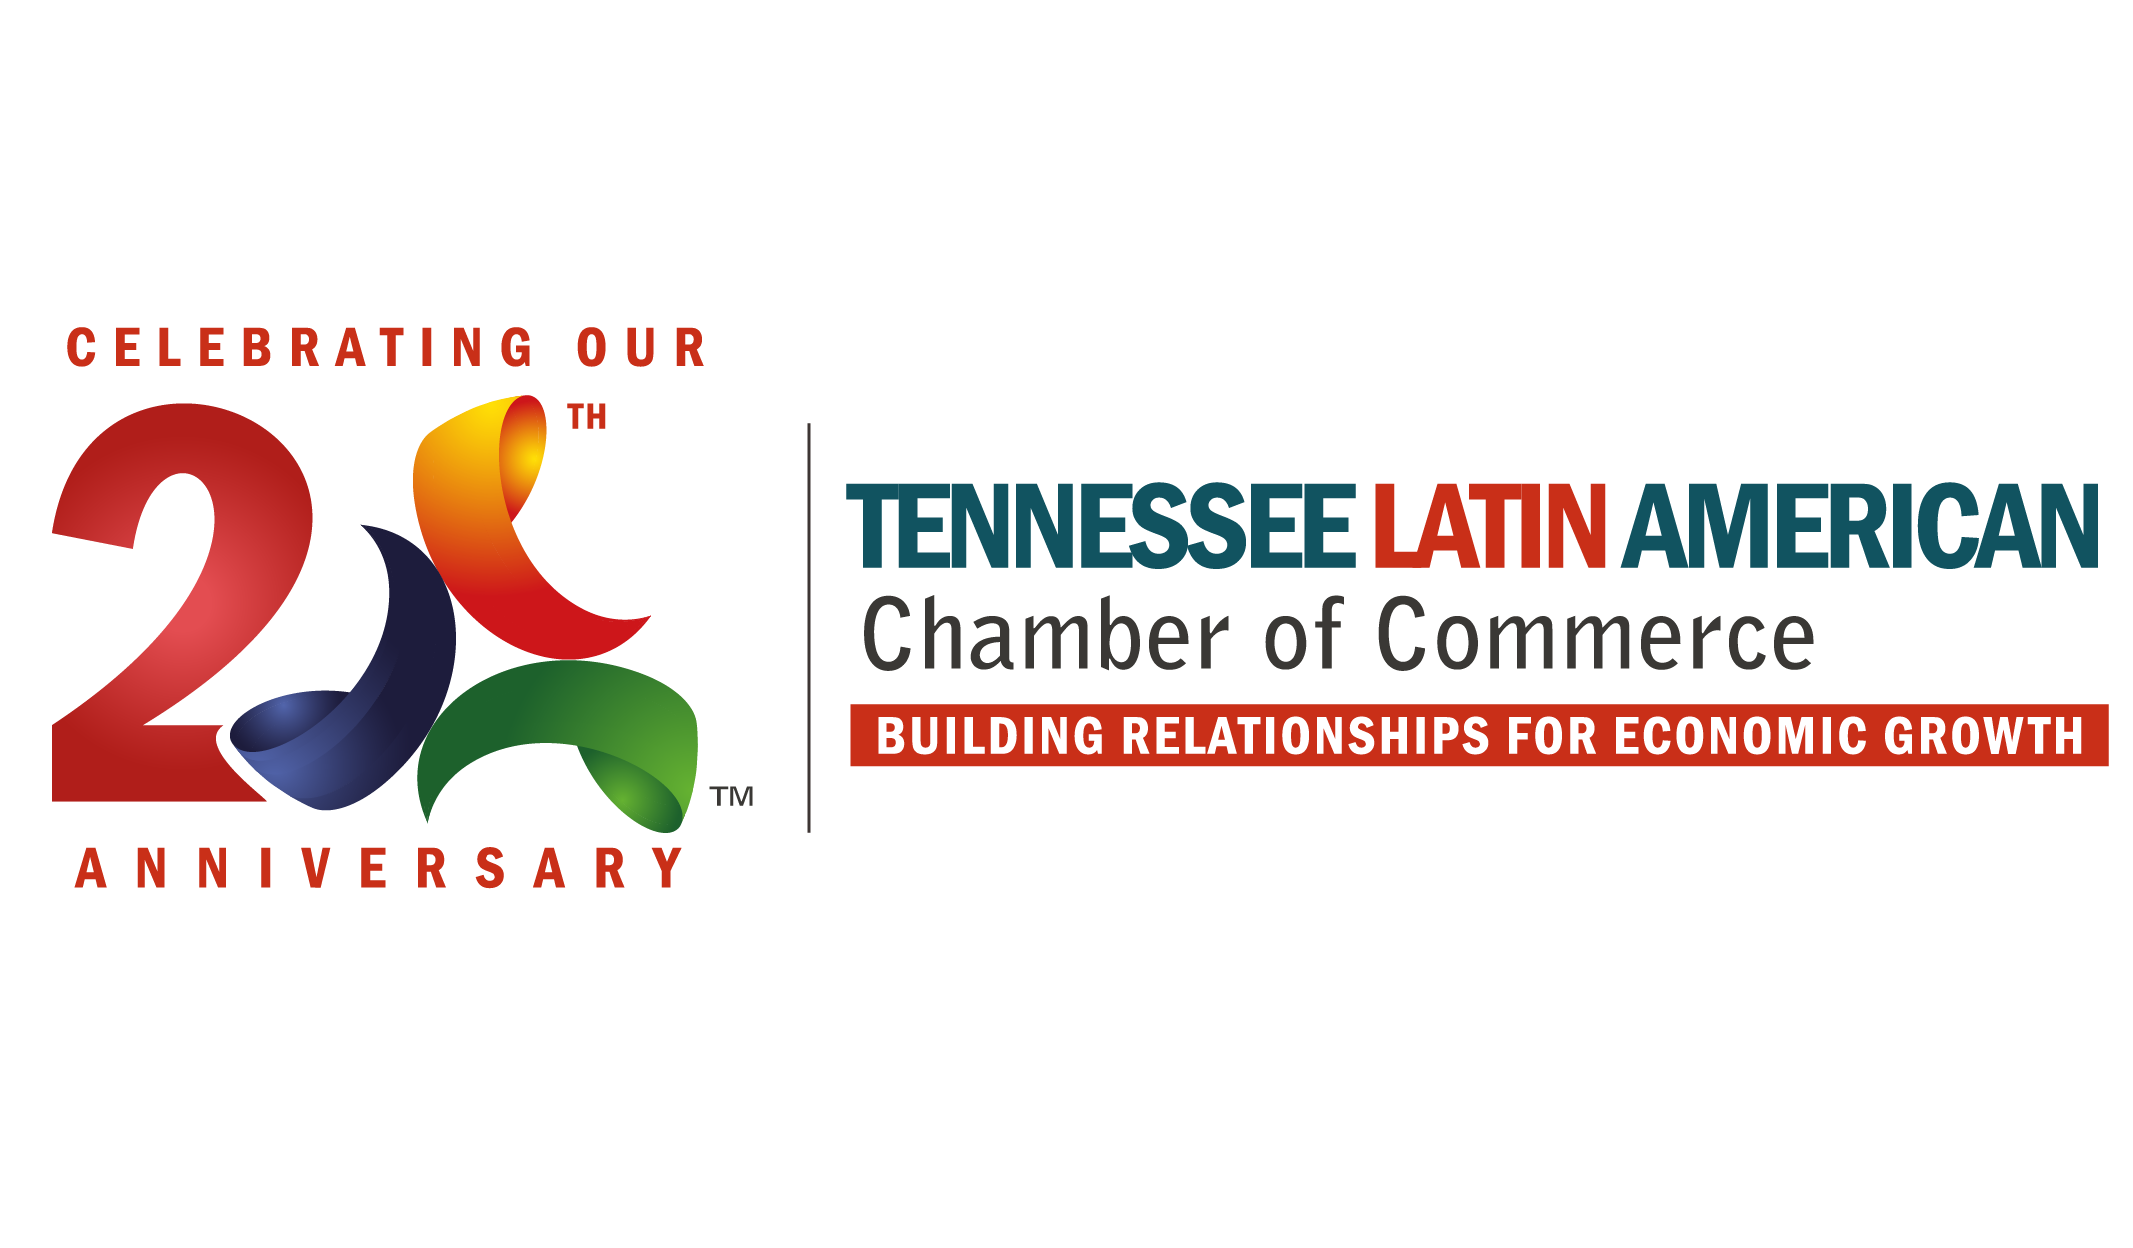 CELEBRATING OUR
2 TH
TM
ANNIVERSARY
TENNESSEE LATIN AMERICAN
Chamber of Commerce
BUILDING RELATIONSHIPS FOR ECONOMIC GROWTH